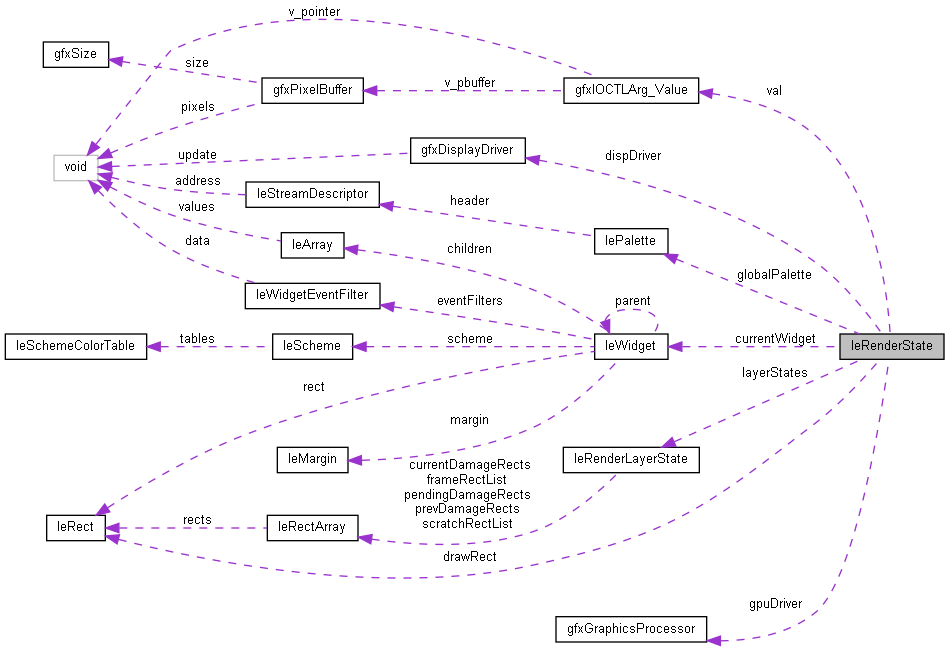 v_pointer
gfxSize
size
gfxPixelBuffer
v_pbuffer
gfxIOCTLArg_Value
val
pixels
void
update
gfxDisplayDriver
dispDriver
address
leStreamDescriptor
header
values
data
leArray
children
lePalette
globalPalette
leWidgetEventFilter
eventFilters
parent
leSchemeColorTable
tables
leScheme
scheme
leWidget
currentWidget
leRenderState
layerStates
rect
margin
leMargin
leRenderLayerState
currentDamageRects
frameRectList
pendingDamageRects
prevDamageRects
scratchRectList
leRect
rects
leRectArray
drawRect
gpuDriver
gfxGraphicsProcessor